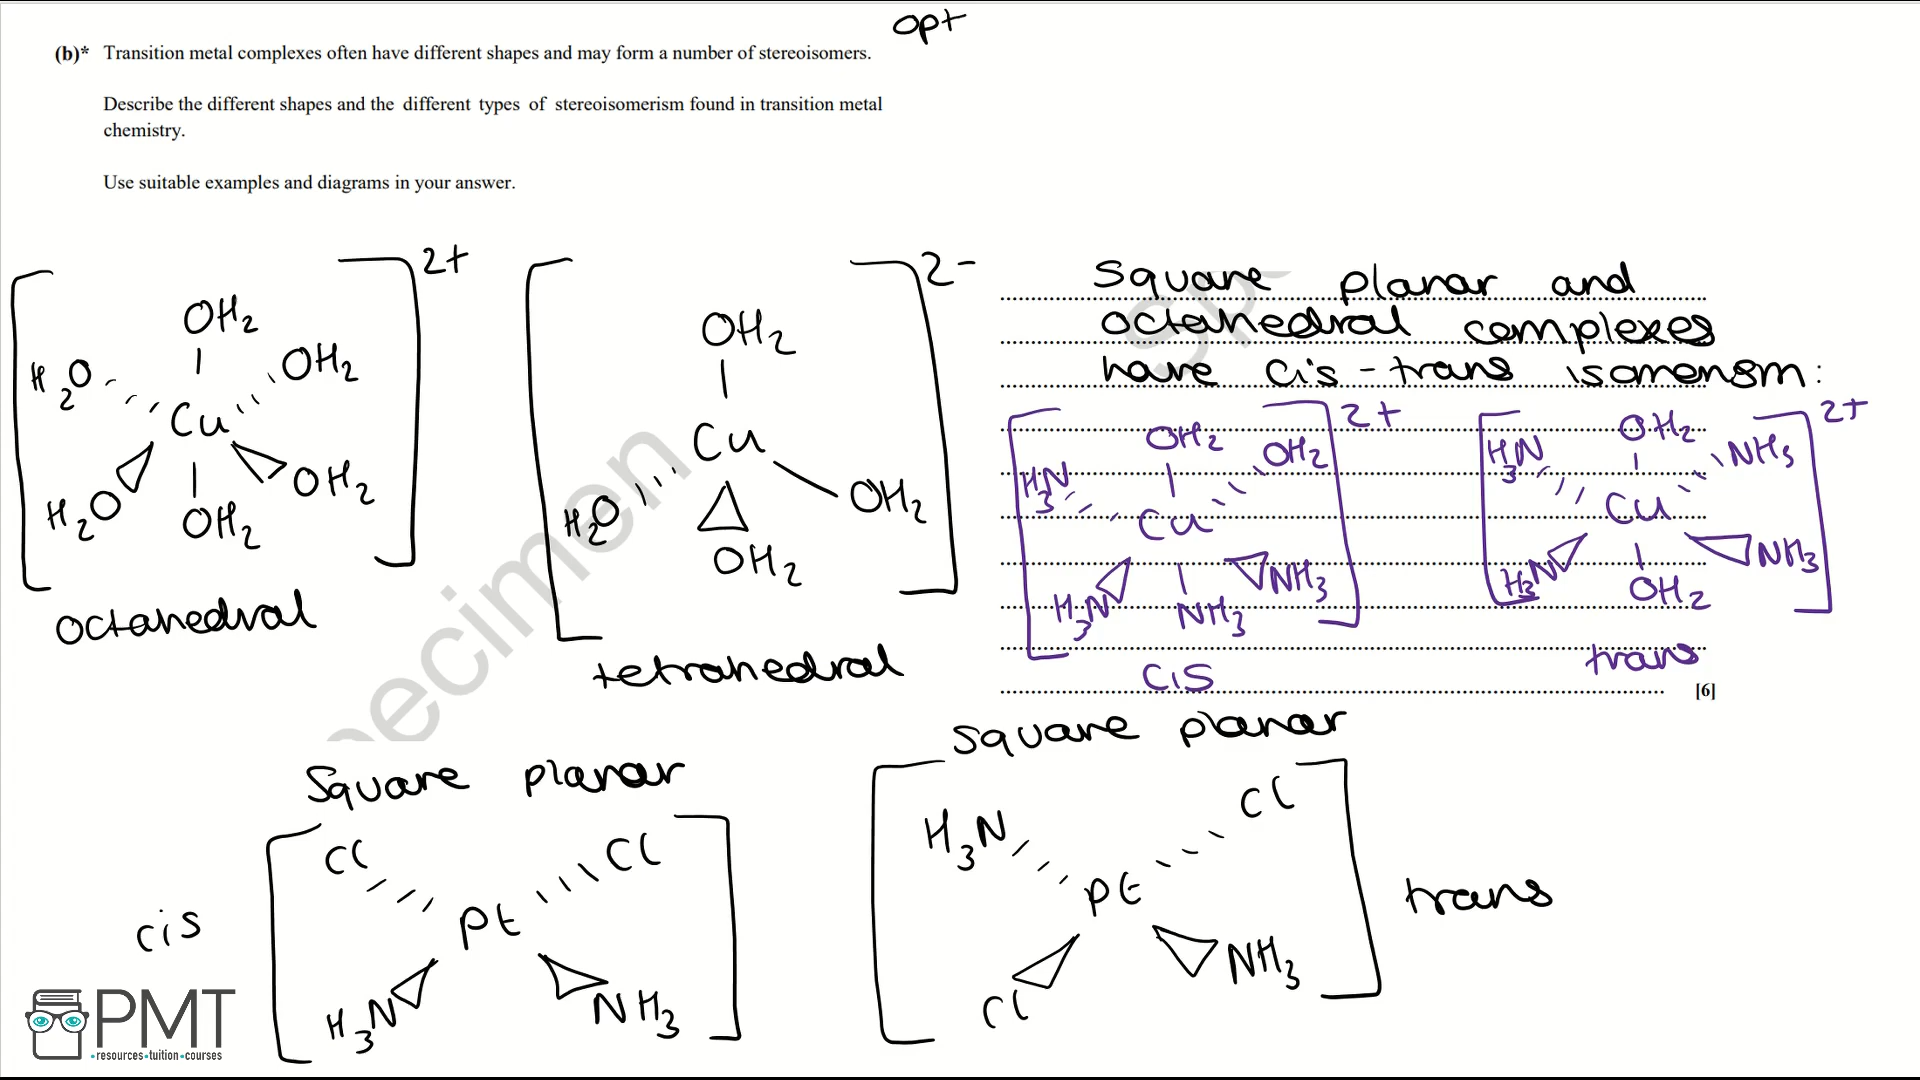 opt
(b)* Transition metal complexes often have different shapes and may form a number of stereoisomers.
Describe the different shapes and the different types of stereoisomerism found in transition metal
chemistry.
Use suitable examples and diagrams in your answer.
2+
OH2
H2O OH2
Cu
H2O OH2
OH2
octahedral
2-
OH2
Cu
H2O OH2
OH2
tetrahedral
Square planar and
octahedral complexes
have cis-trans isomerism:
2+
OH2
H3N OH2
Cu
H3N NH3
NH3
cis
2+
OH2
H3N NH3
Cu
H3N NH3
OH2
trans
[6]
specimen
Square planar
Cl Cl
cis Pt
H3N NH3
Square planar
H3N Cl
Pt trans
Cl NH3
PMT
•resources•tuition•courses